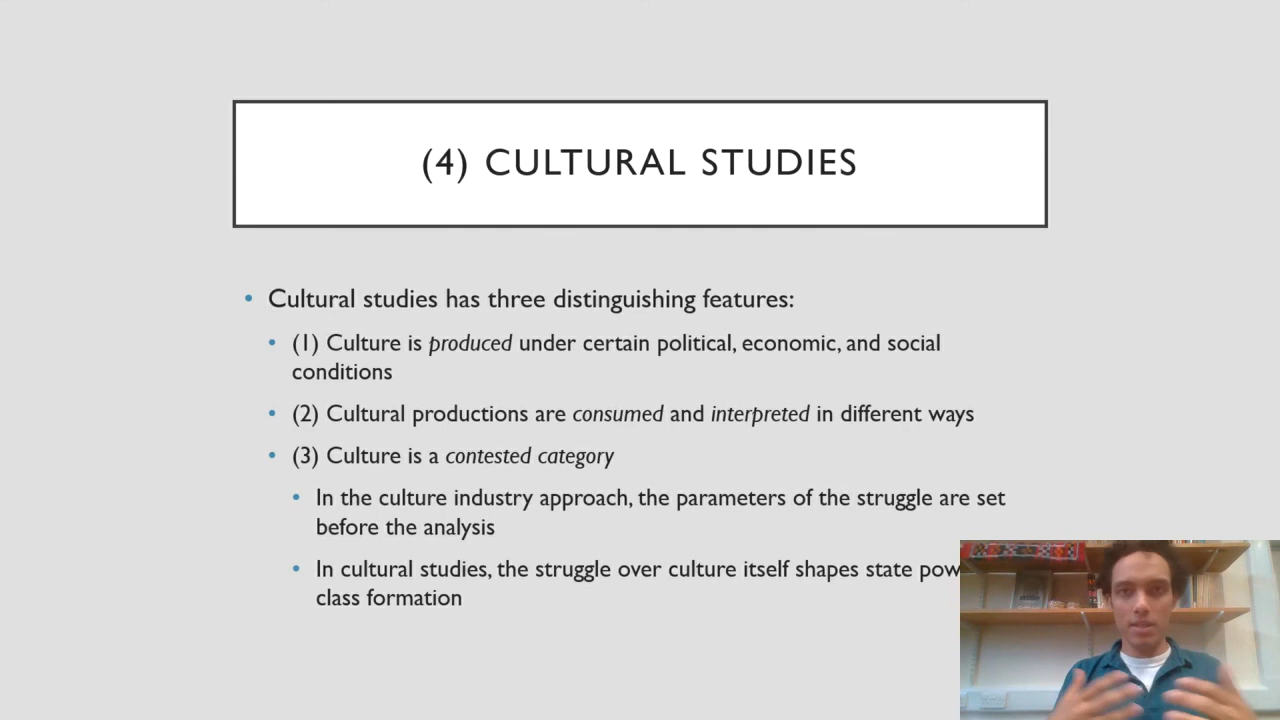 (4) CULTURAL STUDIES
• Cultural studies has three distinguishing features:
• (1) Culture is produced under certain political, economic, and social
conditions
• (2) Cultural productions are consumed and interpreted in different ways
• (3) Culture is a contested category
• In the culture industry approach, the parameters of the struggle are set
before the analysis
• In cultural studies, the struggle over culture itself shapes state
class formation